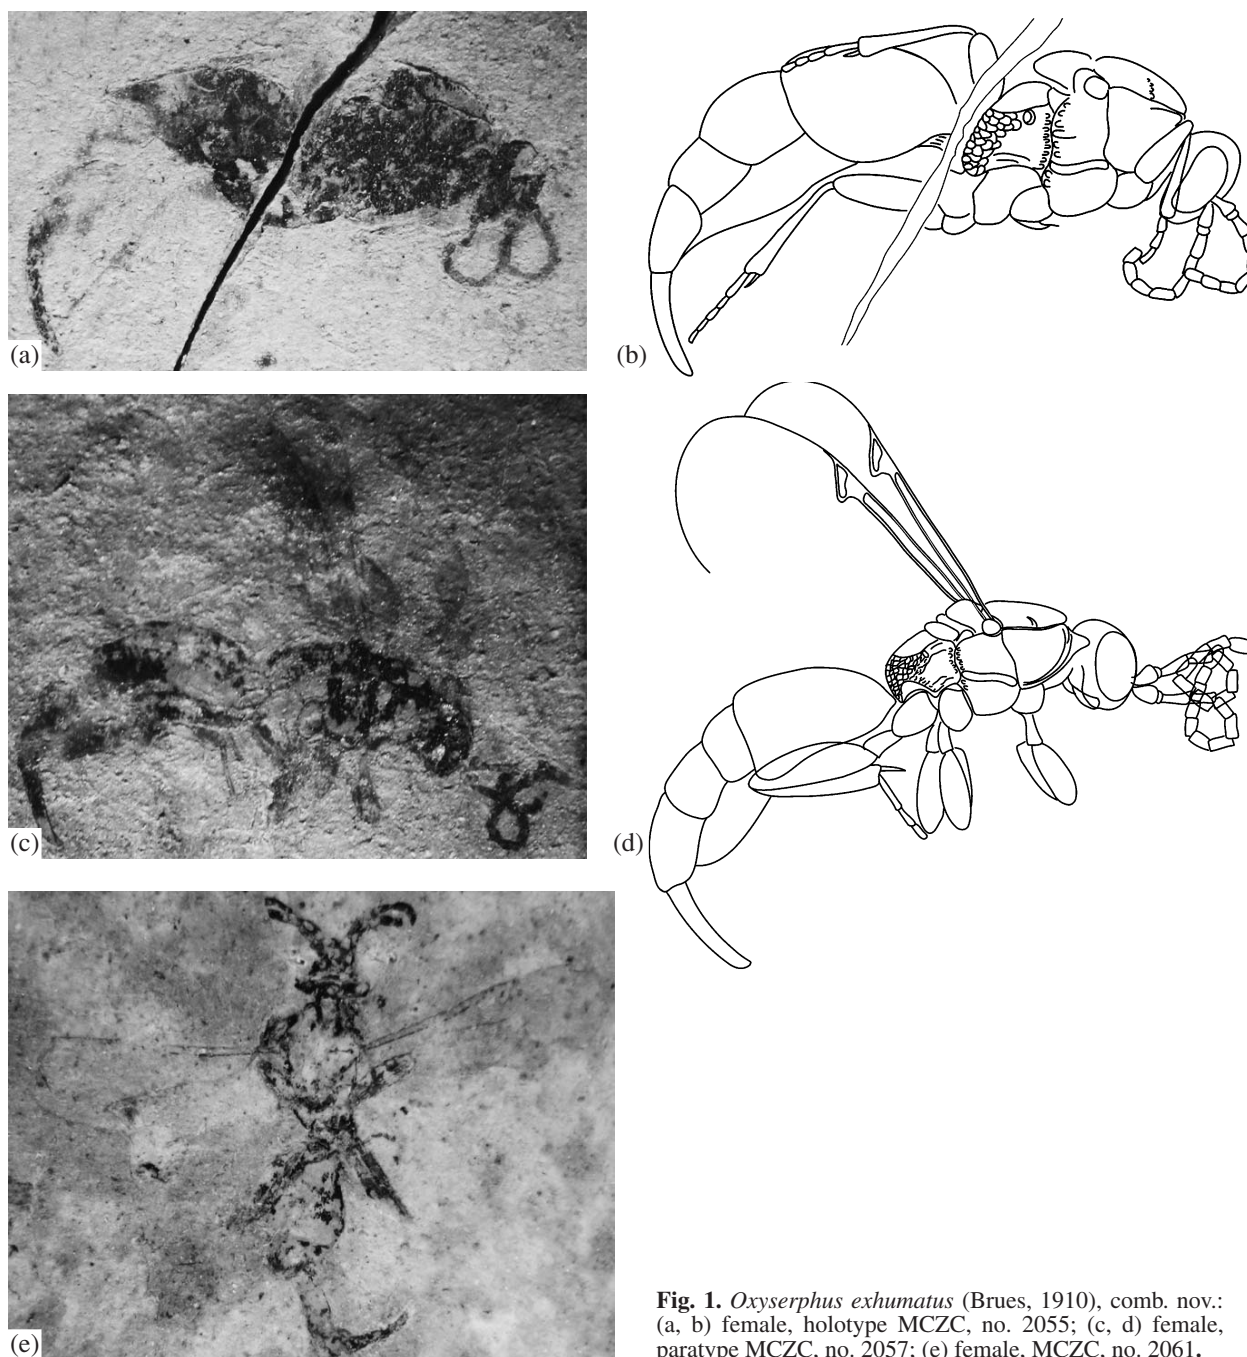 (a)
(b)
(c)
(d)
(e)
Fig. 1. Oxyserphus exhumatus (Brues, 1910), comb. nov.:
(a, b) female, holotype MCZC, no. 2055; (c, d) female,
paratype MCZC, no. 2057; (e) female, MCZC, no. 2061.